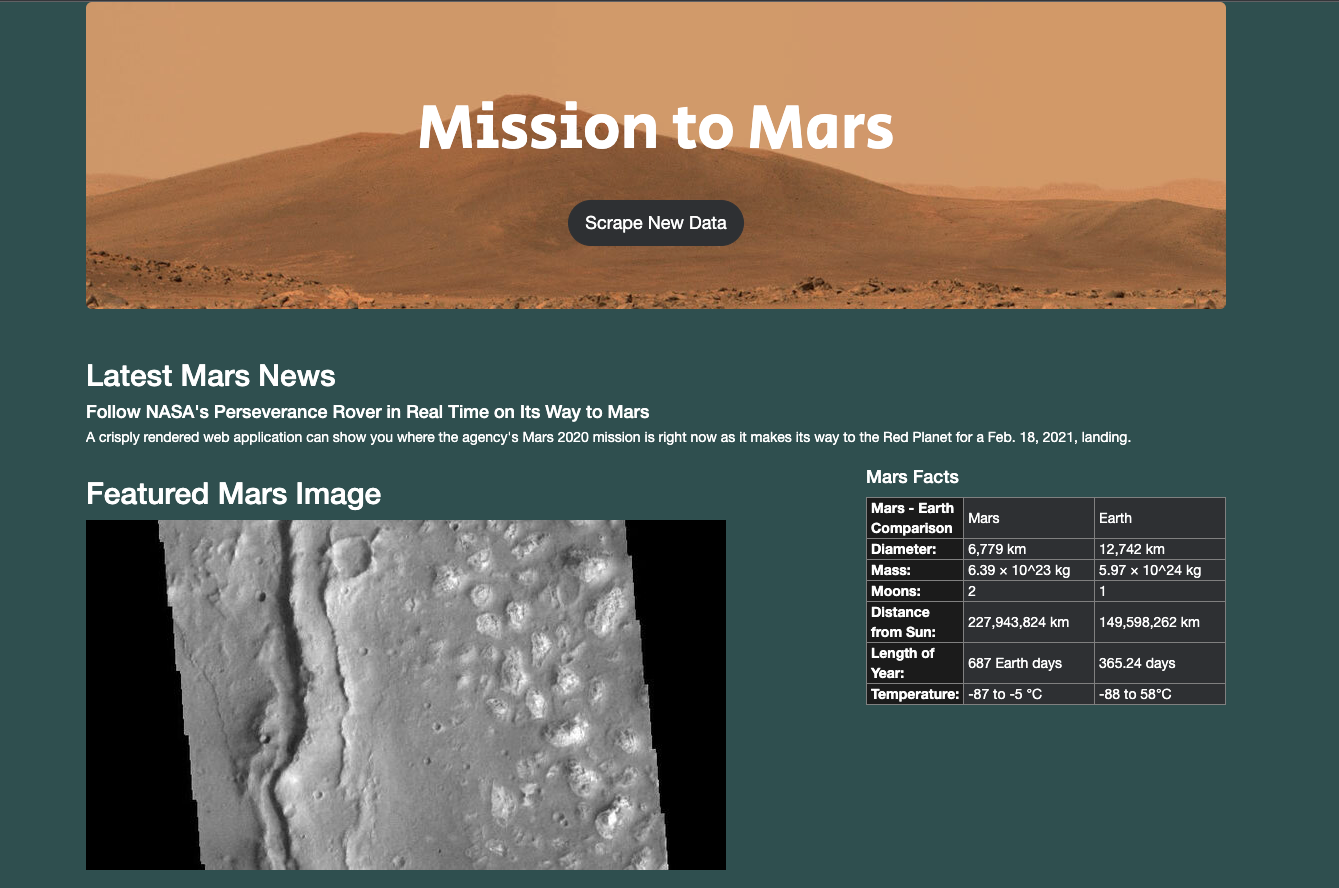 Mission to Mars
Scrape New Data
Latest Mars News
Follow NASA's Perseverance Rover in Real Time on Its Way to Mars
A crisply rendered web application can show you where the agency's Mars 2020 mission is right now as it makes its way to the Red Planet for a Feb. 18, 2021, landing.
Featured Mars Image
Mars Facts
Mars - Earth
Comparison Mars Earth
Diameter: 6,779 km 12,742 km
Mass: 6.39 × 10^23 kg 5.97 × 10^24 kg
Moons: 2 1
Distance
from Sun: 227,943,824 km 149,598,262 km
Length of
Year: 687 Earth days 365.24 days
Temperature: -87 to -5 °C -88 to 58°C